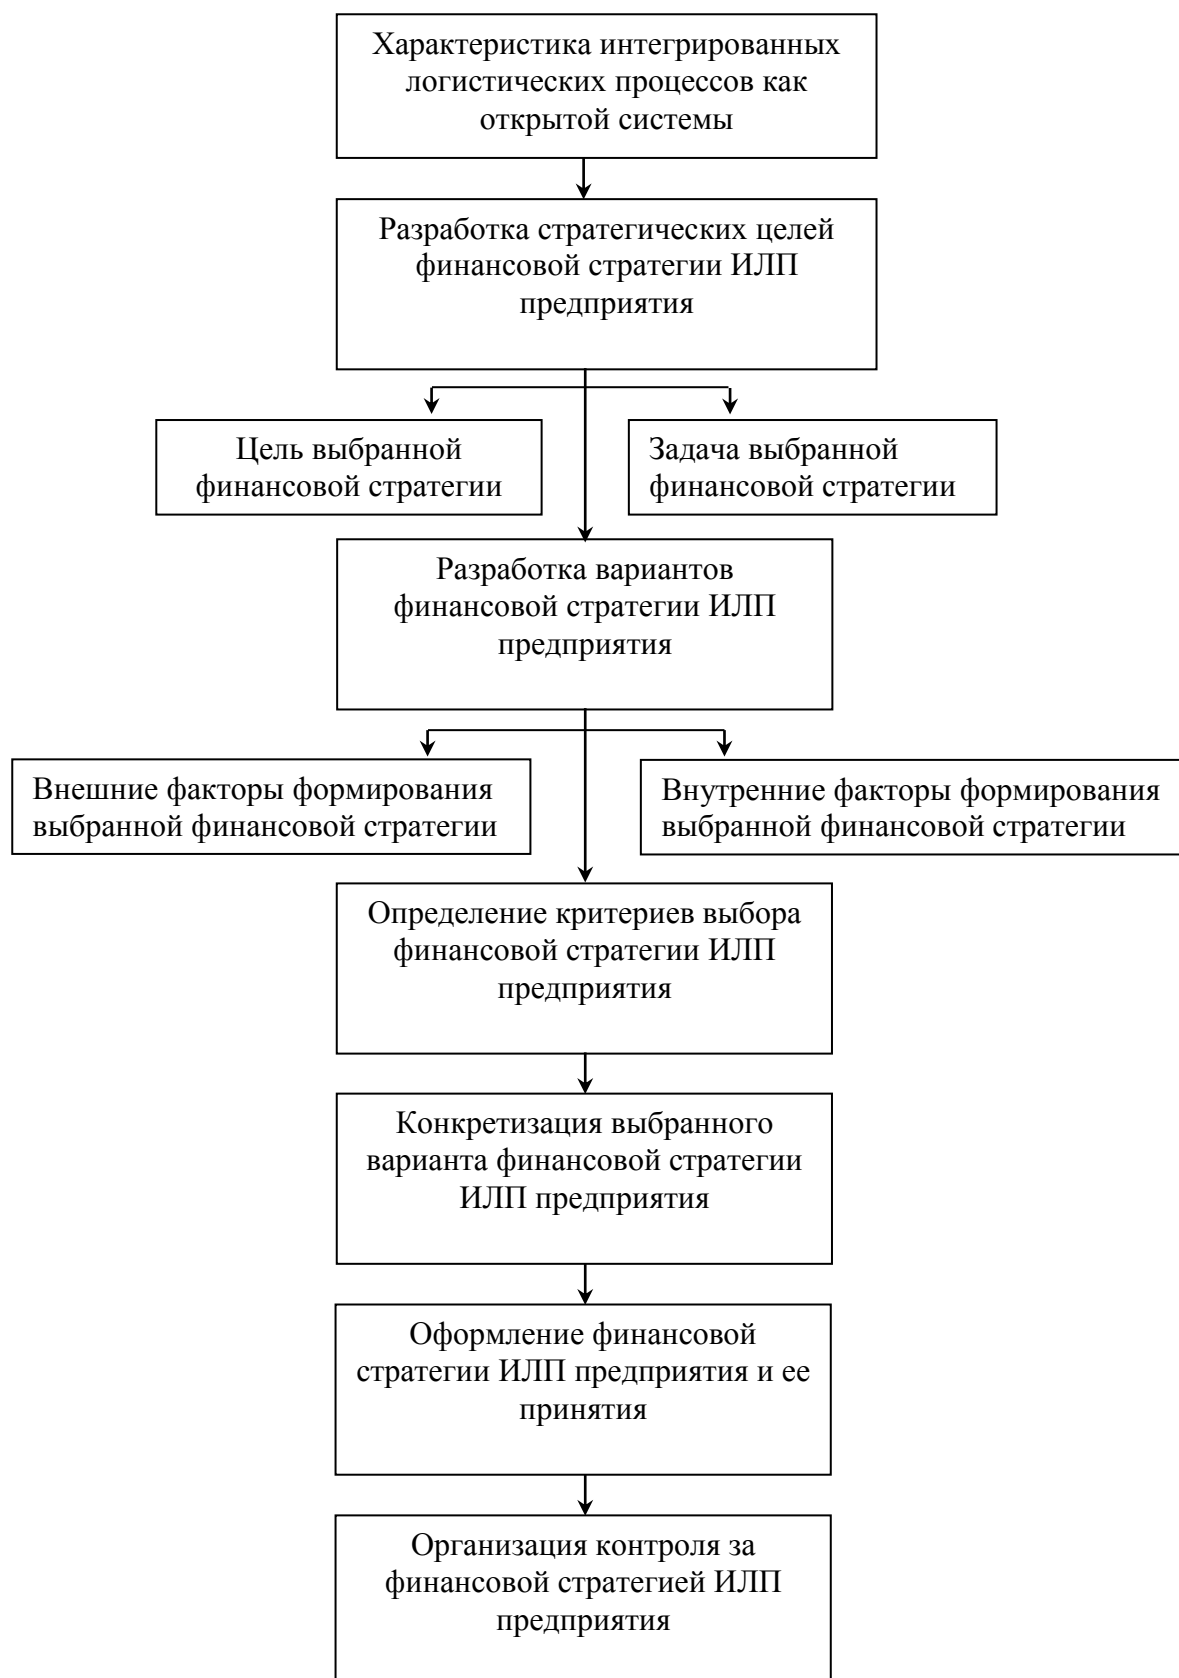 Характеристика интегрированных
логистических процессов как
открытой системы
Разработка стратегических целей
финансовой стратегии ИЛП
предприятия
Цель выбранной
финансовой стратегии
Задача выбранной
финансовой стратегии
Разработка вариантов
финансовой стратегии ИЛП
предприятия
Внешние факторы формирования
выбранной финансовой стратегии
Внутренние факторы формирования
выбранной финансовой стратегии
Определение критериев выбора
финансовой стратегии ИЛП
предприятия
Конкретизация выбранного
варианта финансовой стратегии
ИЛП предприятия
Оформление финансовой
стратегии ИЛП предприятия и ее
принятия
Организация контроля за
финансовой стратегией ИЛП
предприятия